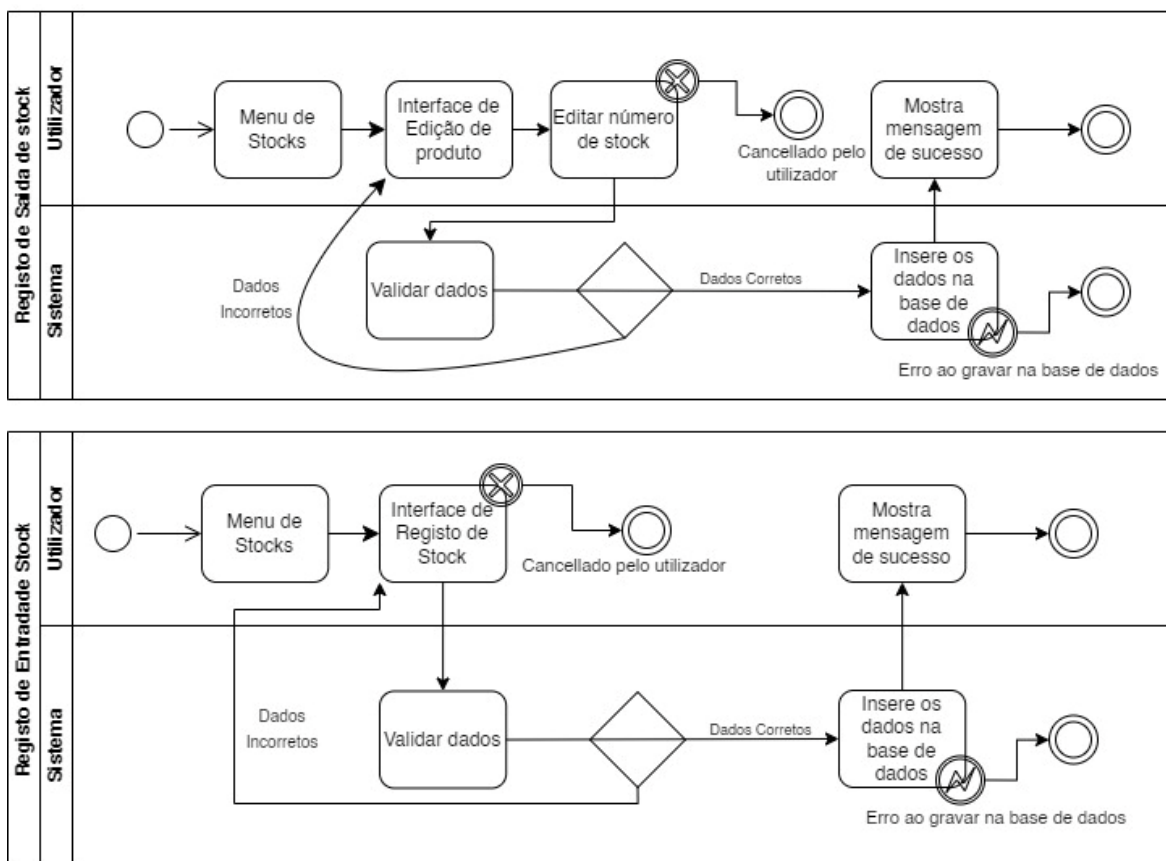 Registo de Saída de stock
Utilizador
Menu de
Stocks
Interface de
Edição de
produto
Editar número
de stock
Cancellado pelo
utilizador
Mostra
mensagem
de sucesso
Sistema
Dados
Incorretos
Validar dados
Dados Corretos
Insere os
dados na
base de
dados
Erro ao gravar na base de dados
Registo de Entradade Stock
Utilizador
Menu de
Stocks
Interface de
Registo de
Stock
Cancellado pelo utilizador
Mostra
mensagem
de sucesso
Sistema
Dados
Incorretos
Validar dados
Dados Corretos
Insere os
dados na
base de
dados
Erro ao gravar na base de dados